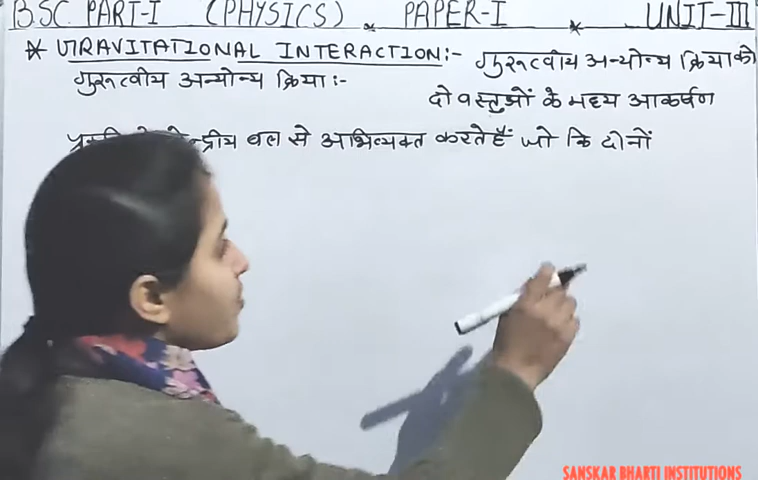 BSC PART-I (PHYSICS) PAPER-I * UNIT-III
* GRAVITATIONAL INTERACTION:- गुरूत्वीय अन्योन्य क्रिया को
गुरूत्वीय अन्योन्य क्रिया :-
दो वस्तुओं के मध्य आकर्षण
केन्द्रीय बल से अभिव्यक्त करते हैं जो कि दोनों
SANSKAR BHARTI INSTITUTIONS